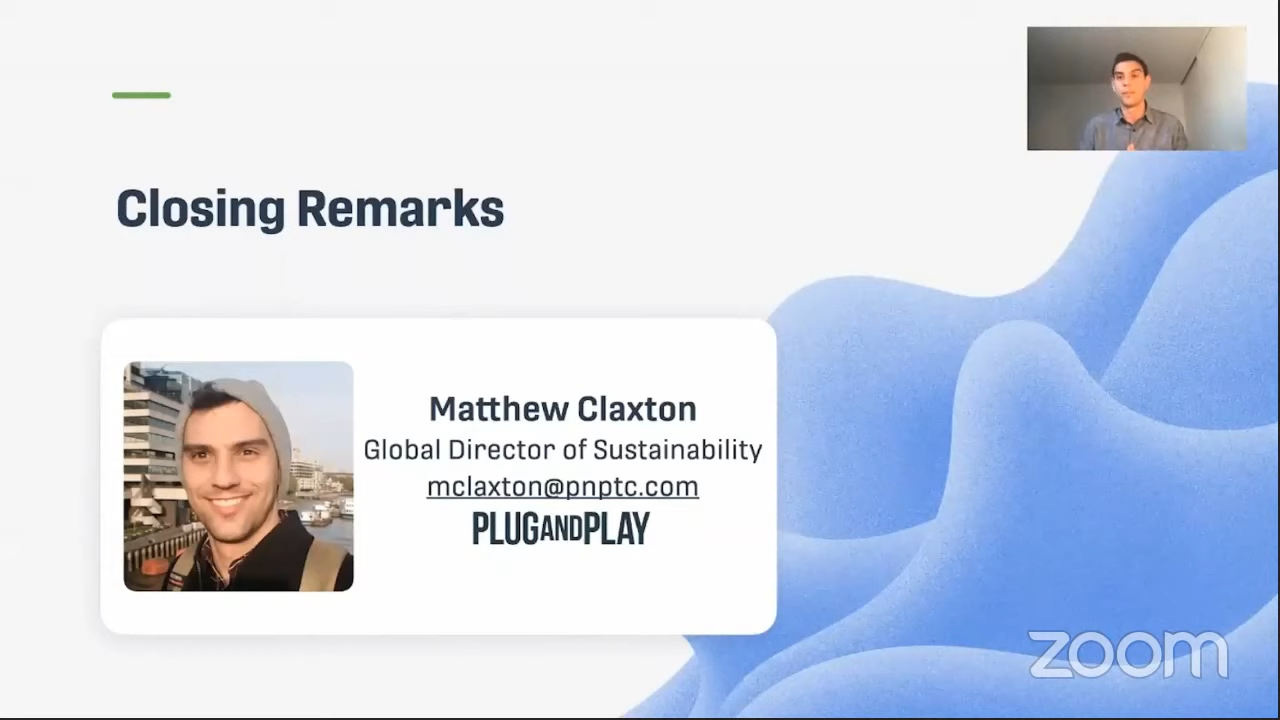 Closing Remarks
Matthew Claxton
Global Director of Sustainability
mclaxton@pnptc.com
PLUGANDPLAY
zoom